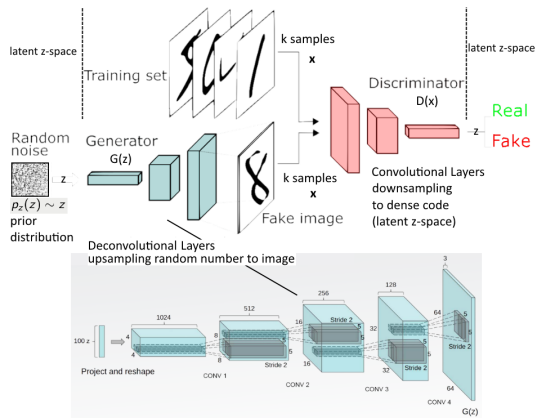 latent z-space
Training set
k samples
x
latent z-space
Discriminator
D(x)
Real
Fake
z
Random
noise
z
p_z(z) ∼ z
prior
distribution
Generator
G(z)
8
Fake image
k samples
x
Convolutional Layers
downsampling
to dense code
(latent z-space)
Deconvolutional Layers
upsampling random number to image
100 z
Project and reshape
1024
4
4
CONV 1
512
8
8
5
5
Stride 2
CONV 2
256
16
16
5
5
Stride 2
CONV 3
128
32
32
5
5
Stride 2
CONV 4
3
64
64
5
5
Stride 2
G(z)